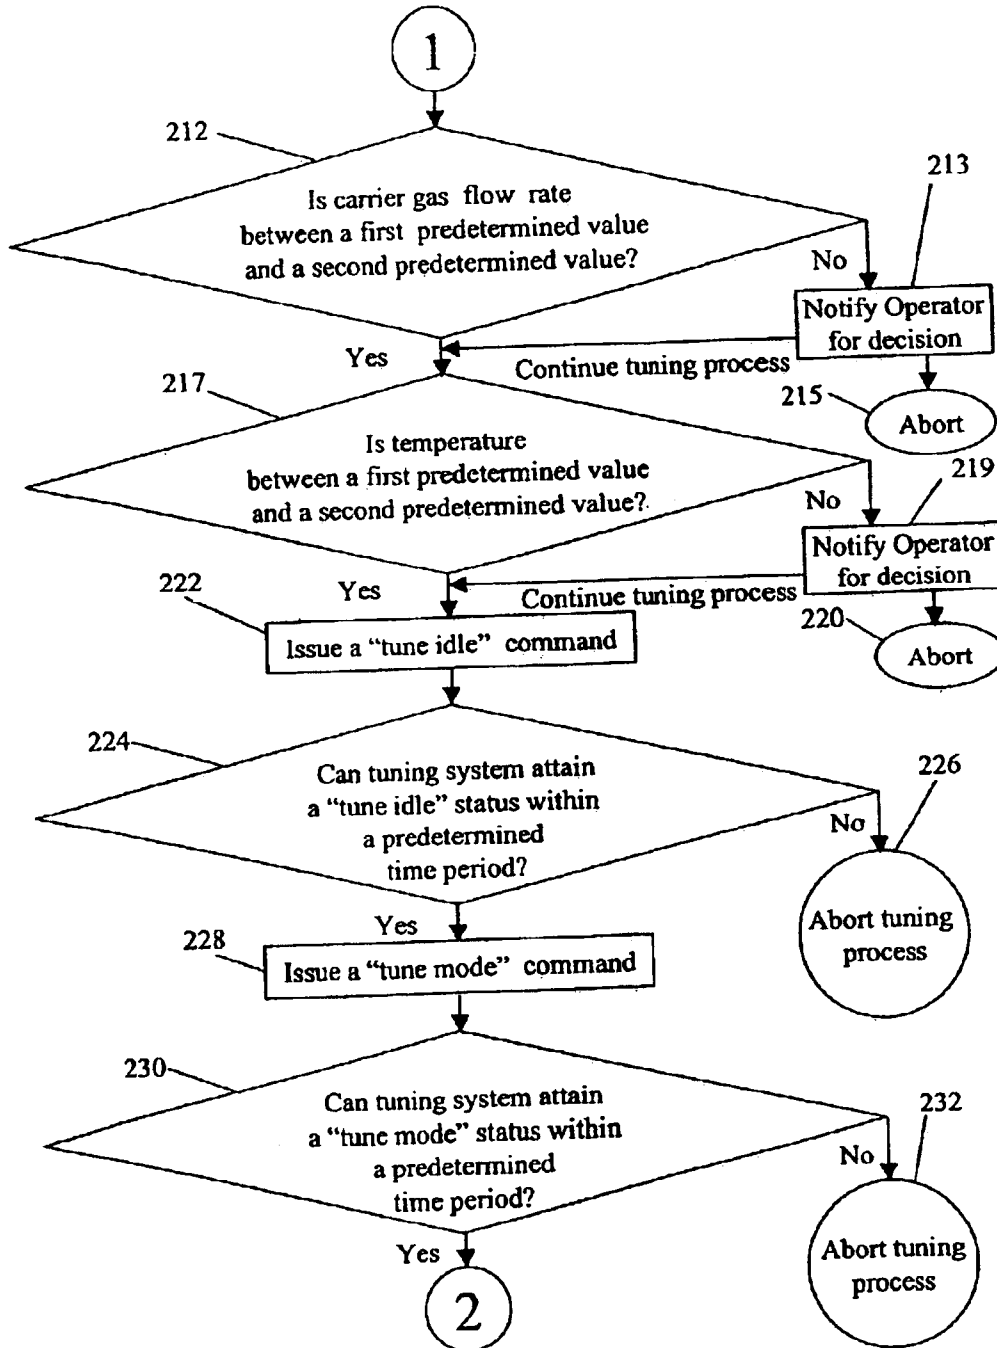 1
212
Is carrier gas flow rate
between a first predetermined value
and a second predetermined value?
213
No
Notify Operator
for decision
Yes
Continue tuning process
217
215
Abort
Is temperature
between a first predetermined value
and a second predetermined value?
219
No
Notify Operator
for decision
222
Yes
Continue tuning process
220
Issue a “tune idle” command
Abort
224
Can tuning system attain
a “tune idle” status within
a predetermined
time period?
226
No
Abort tuning
process
Yes
228
Issue a “tune mode” command
230
Can tuning system attain
a “tune mode” status within
a predetermined
time period?
232
No
Abort tuning
process
Yes
2